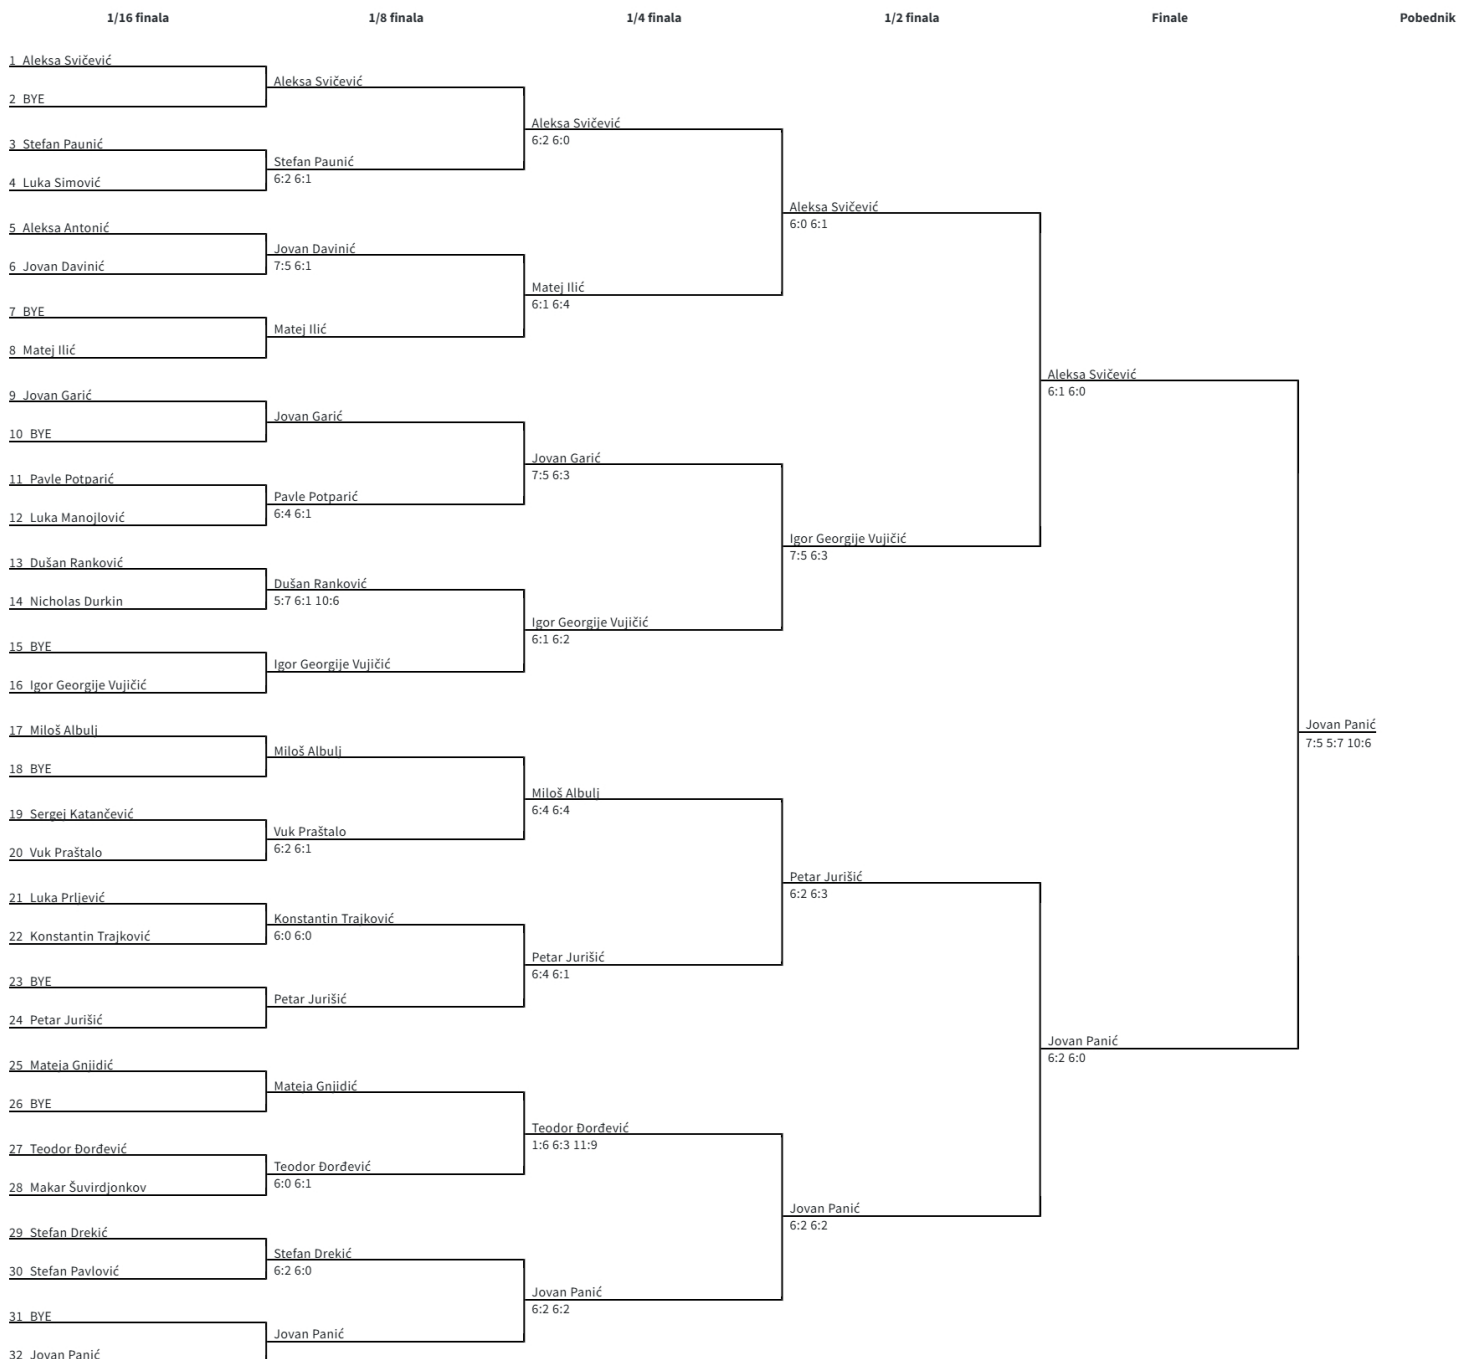 1/16 finala 1/8 finala 1/4 finala 1/2 finala Finale Pobednik
1 Aleksa Svičević
2 BYE
3 Stefan Paunić
4 Luka Simović
5 Aleksa Antonić
6 Jovan Davinić
7 BYE
8 Matej Ilić
9 Jovan Garić
10 BYE
11 Pavle Potparić
12 Luka Manojlović
13 Dušan Ranković
14 Nicholas Durkin
15 BYE
16 Igor Georgije Vujičić
17 Miloš Albulj
18 BYE
19 Sergej Katančević
20 Vuk Praštalo
21 Luka Prljević
22 Konstantin Trajković
23 BYE
24 Petar Jurišić
25 Mateja Gnjidić
26 BYE
27 Teodor Đorđević
28 Makar Šuvirdjonkov
29 Stefan Drekić
30 Stefan Pavlović
31 BYE
32 Jovan Panić
Aleksa Svičević
Stefan Paunić
6:2 6:1
Jovan Davinić
7:5 6:1
Matej Ilić
Jovan Garić
Pavle Potparić
6:4 6:1
Dušan Ranković
5:7 6:1 10:6
Igor Georgije Vujičić
Miloš Albulj
Vuk Praštalo
6:2 6:1
Konstantin Trajković
6:0 6:0
Petar Jurišić
Mateja Gnjidić
Teodor Đorđević
6:0 6:1
Stefan Drekić
6:2 6:0
Jovan Panić
Aleksa Svičević
6:2 6:0
Matej Ilić
6:1 6:4
Jovan Garić
7:5 6:3
Igor Georgije Vujičić
6:1 6:2
Miloš Albulj
6:4 6:4
Petar Jurišić
6:4 6:1
Teodor Đorđević
1:6 6:3 11:9
Jovan Panić
6:2 6:2
Aleksa Svičević
6:0 6:1
Igor Georgije Vujičić
7:5 6:3
Petar Jurišić
6:2 6:3
Jovan Panić
6:2 6:2
Aleksa Svičević
6:1 6:0
Jovan Panić
6:2 6:0
Jovan Panić
7:5 5:7 10:6